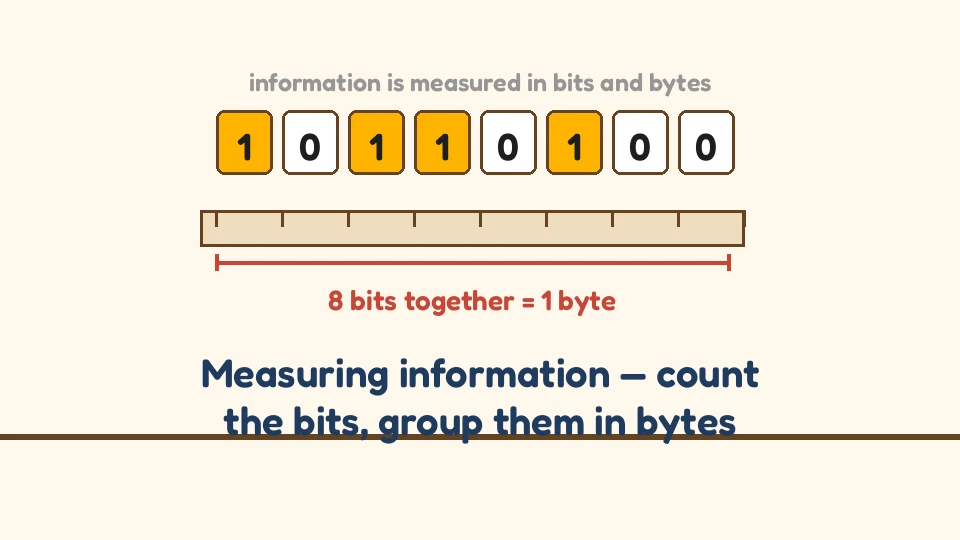 information is measured in bits and bytes
1 0 1 1 0 1 0 0
8 bits together = 1 byte
Measuring information — count
the bits, group them in bytes